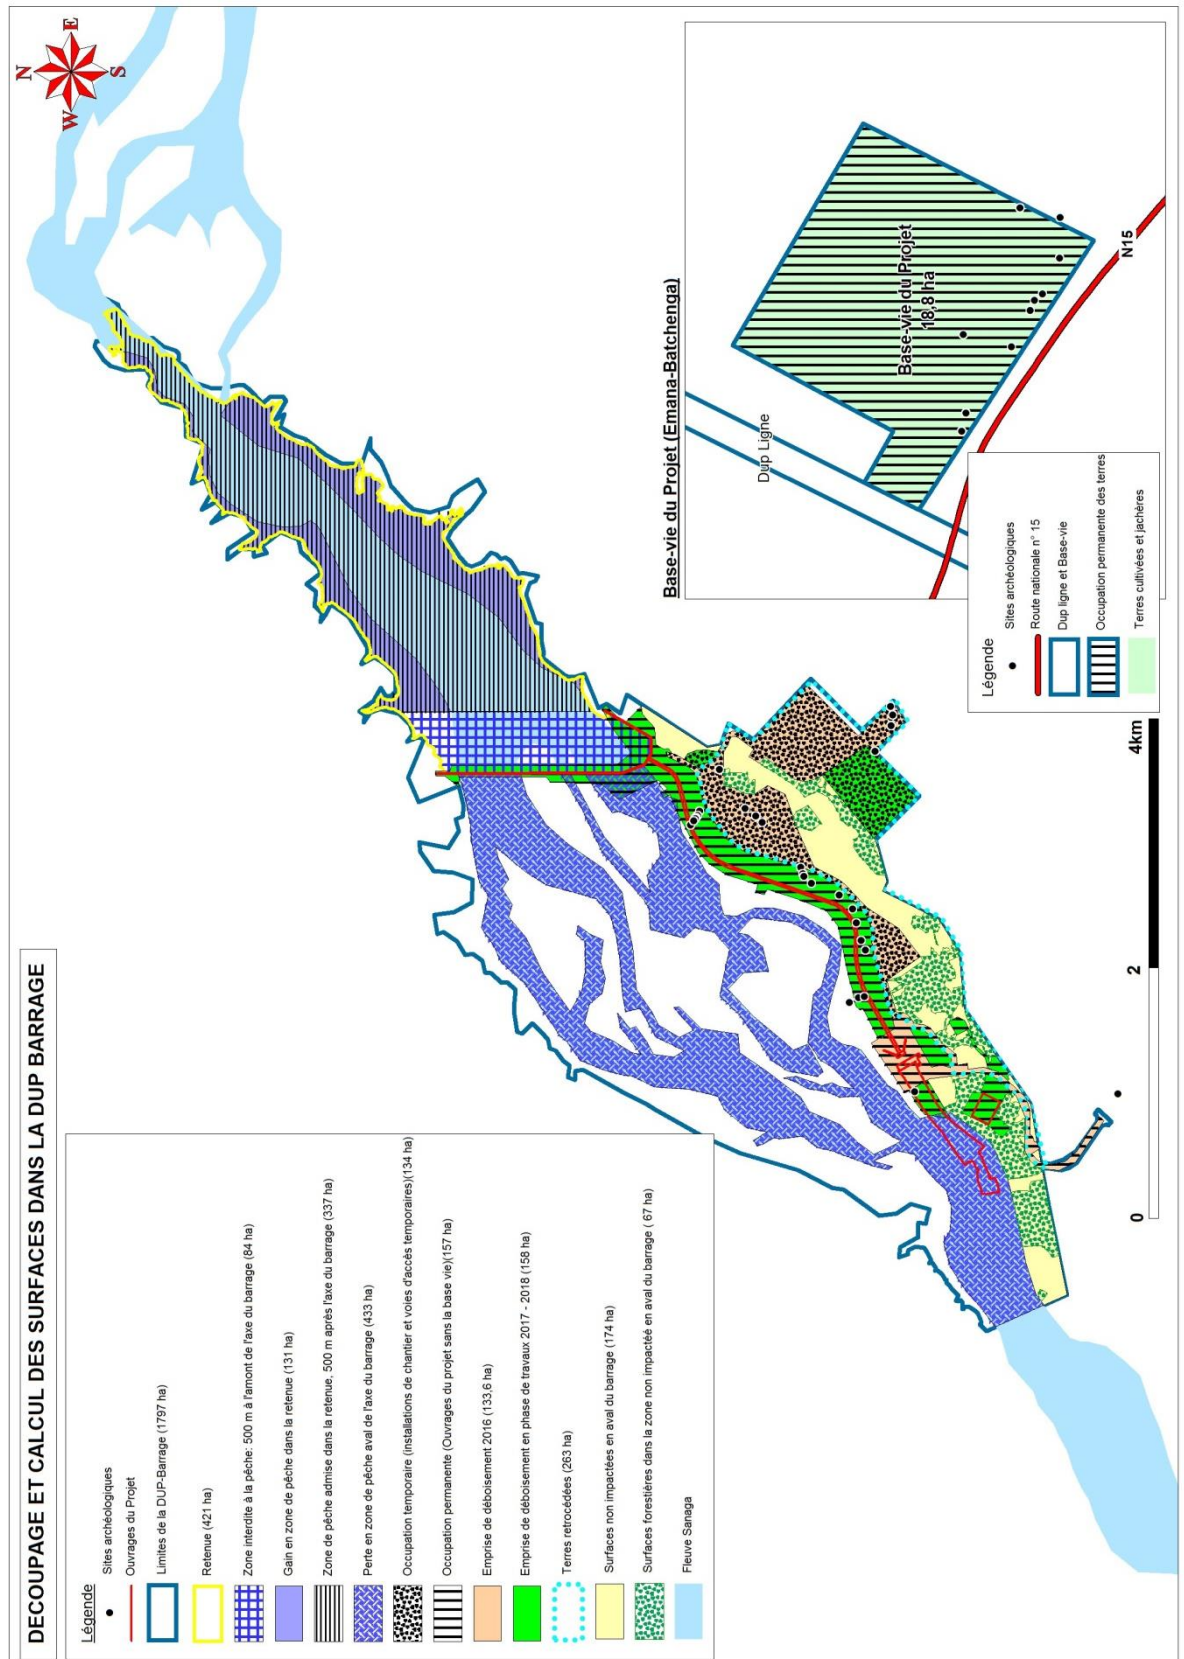 DECOUPAGE ET CALCUL DES SURFACES DANS LA DUP BARRAGE
N
E
S
W
Légende
Sites archéologiques
Ouvrages du Projet
Limites de la DUP-Barrage (1797 ha)
Retenue (421 ha)
Zone interdite à la pêche: 500 m à l'amont de l'axe du barrage (84 ha)
Gain en zone de pêche dans la retenue (131 ha)
Zone de pêche admise dans la retenue, 500 m après l'axe du barrage (337 ha)
Perte en zone de pêche aval de l'axe du barrage (433 ha)
Occupation temporaire (installations de chantier et voies d'accès temporaires)(134 ha)
Occupation permanente (Ouvrages du projet sans la base vie)(157 ha)
Emprise de déboisement 2016 (133,6 ha)
Emprise de déboisement en phase de travaux 2017 - 2018 (158 ha)
Terres retrocédées (263 ha)
Surfaces non impactées en aval du barrage (174 ha)
Surfaces forestières dans la zone non impactée en aval du barrage ( 67 ha)
Fleuve Sanaga
0
2
4km
Base-vie du Projet (Emana-Batchenga)
Dup Ligne
Base-vie du Projet
18,8 ha
N15
Légende
Sites archéologiques
Route nationale n° 15
Dup ligne et Base-vie
Occupation permanente des terres
Terres cultivées et jachères